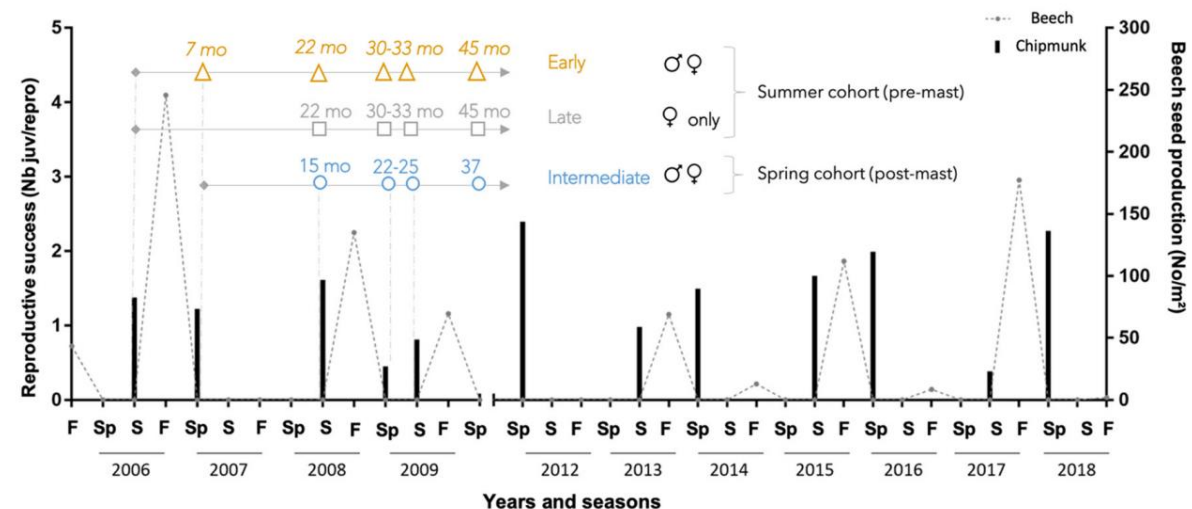 Beech
Chipmunk
Reproductive success (Nb juv/repro)
5
4
3
2
1
0
7 mo 22 mo 30-33 mo 45 mo Early ♂♀
22 mo 30-33 mo 45 mo Late ♀ only
Summer cohort (pre-mast)
15 mo 22-25 37 Intermediate ♂♀ Spring cohort (post-mast)
300
250
200
150
100
50
0
Beech seed production (No/m²)
F Sp S F Sp S F Sp S F Sp S F Sp Sp S F Sp S F Sp S F Sp S F Sp S F Sp S F Sp S F
2006 2007 2008 2009 2012 2013 2014 2015 2016 2017 2018
Years and seasons